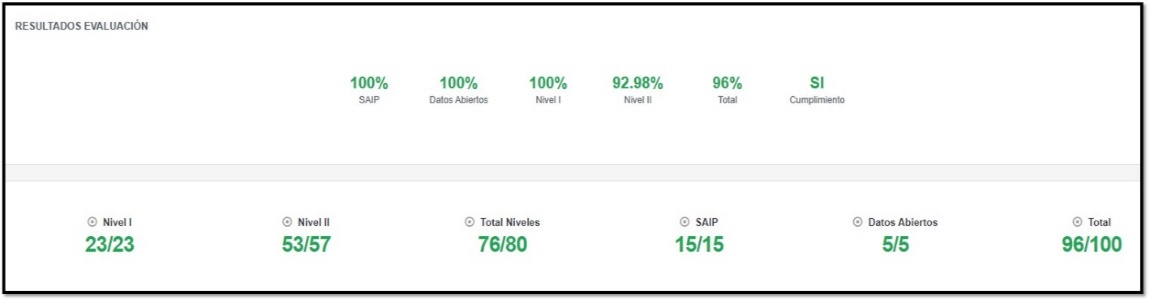 RESULTADOS EVALUACIÓN
100% 100% 100% 92.98% 96% SI
SAIP Datos Abiertos Nivel I Nivel II Total Cumplimiento
Nivel I Nivel II Total Niveles SAIP Datos Abiertos Total
23/23 53/57 76/80 15/15 5/5 96/100